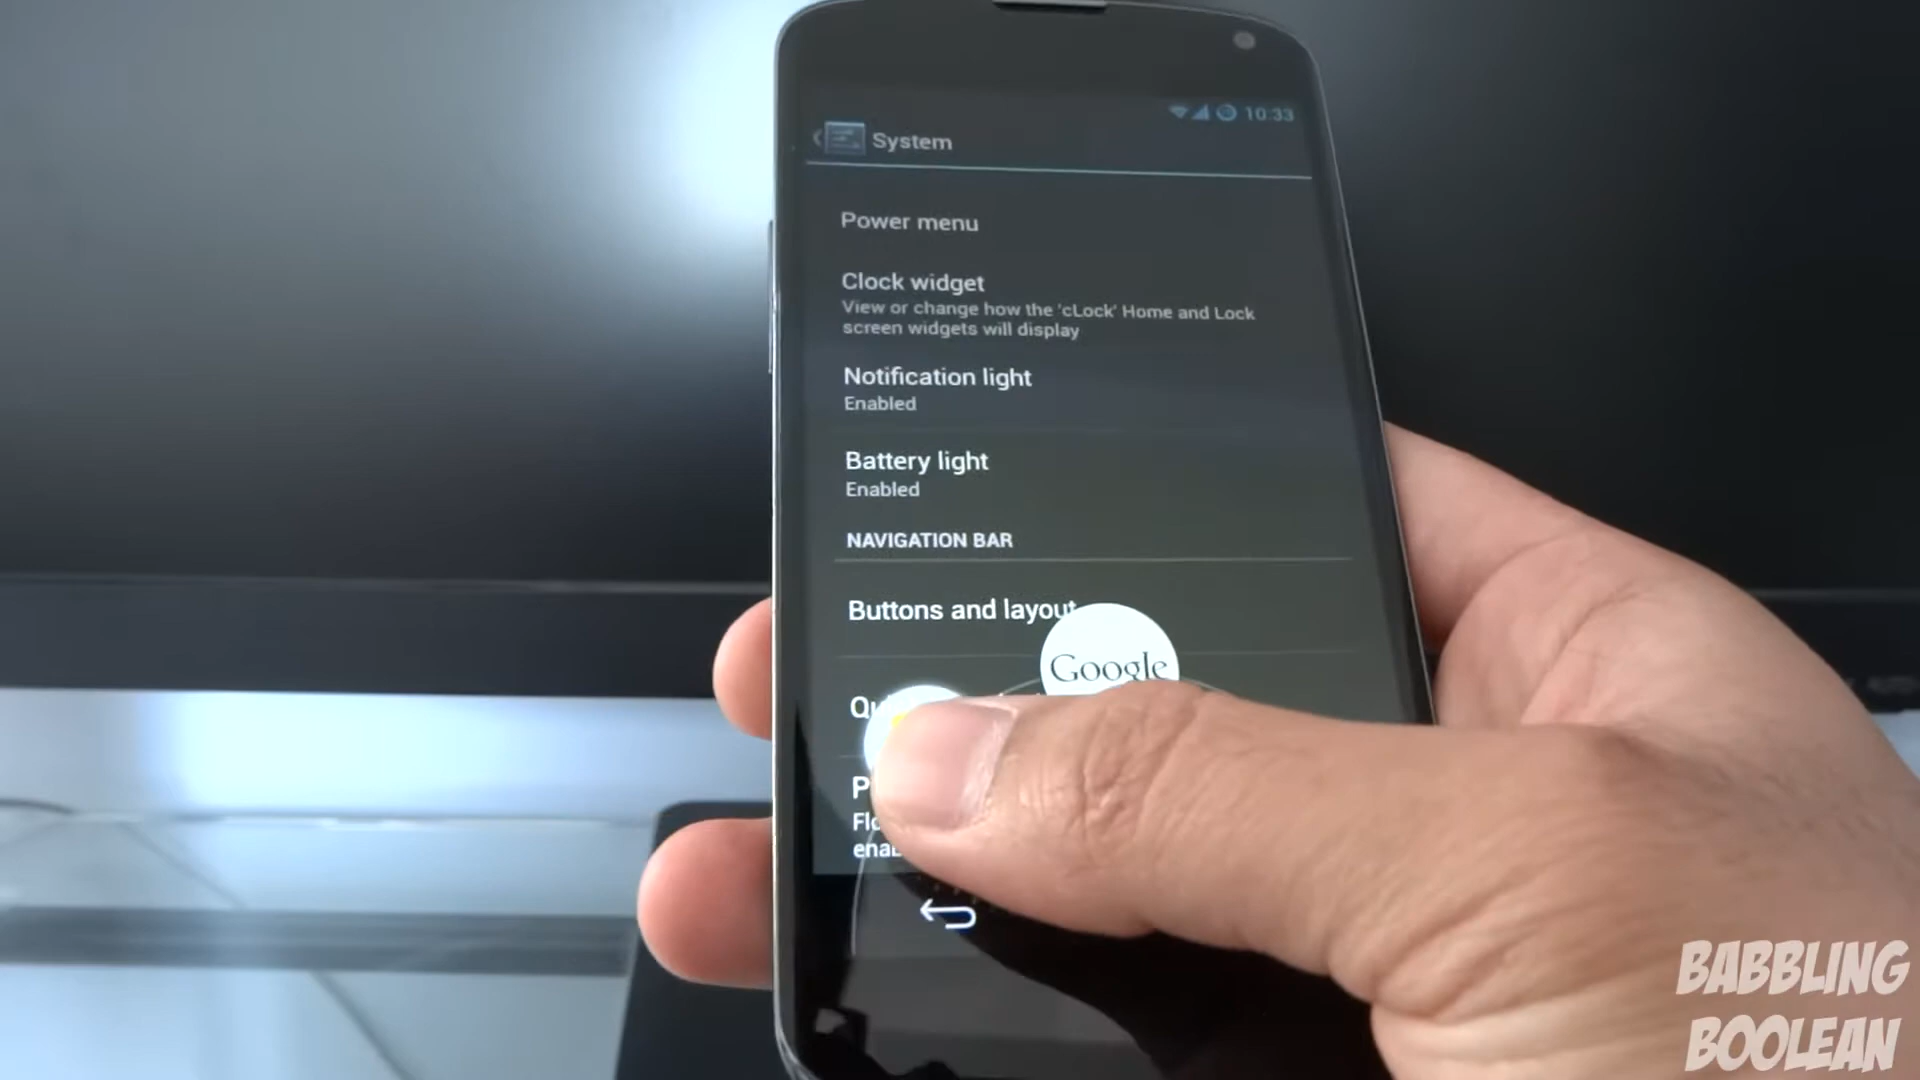 10:33
System
Power menu
Clock widget
View or change how the 'cLock' Home and Lock
screen widgets will display
Notification light
Enabled
Battery light
Enabled
NAVIGATION BAR
Buttons and layout
Google
BABBLING
BOOLEAN